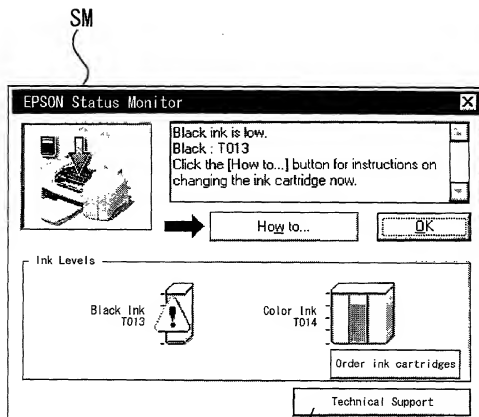 SM
EPSON Status Monitor
Black ink is low.
Black : T013
Click the [How to...] button for instructions on
changing the ink cartridge now.
How to...
OK
Ink Levels
Black Ink
T013
Color Ink
T014
Order ink cartridges
Technical Support